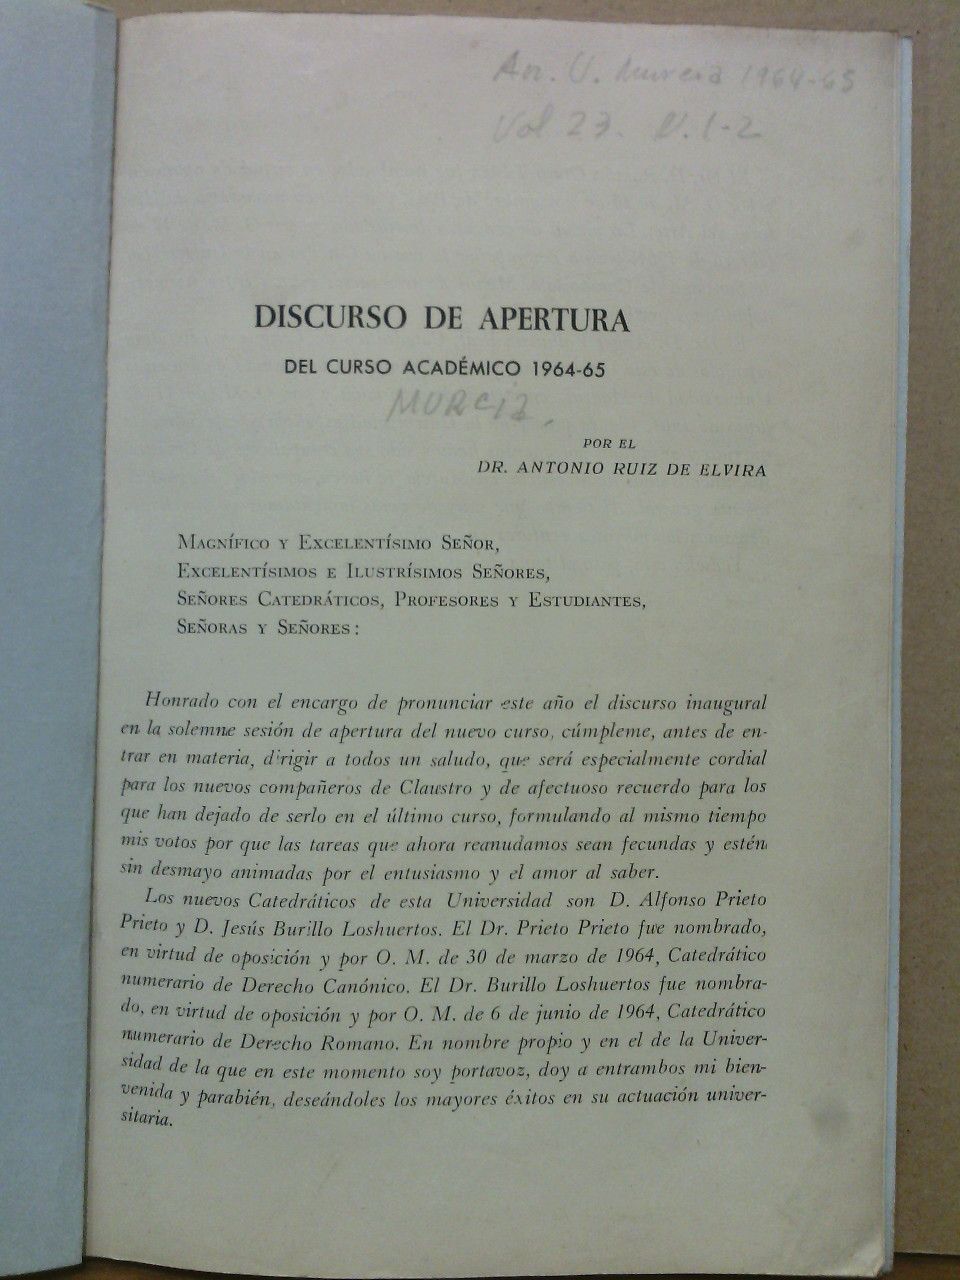 An. U. Murcia 1964-65
Vol 23. N. 1-2
DISCURSO DE APERTURA
DEL CURSO ACADÉMICO 1964-65
MURCIA.
POR EL
DR. ANTONIO RUIZ DE ELVIRA
MAGNÍFICO Y EXCELENTÍSIMO SEÑOR,
EXCELENTÍSIMOS E ILUSTRÍSIMOS SEÑORES,
SEÑORES CATEDRÁTICOS, PROFESORES Y ESTUDIANTES,
SEÑORAS Y SEÑORES:
Honrado con el encargo de pronunciar este año el discurso inaugural
en la solemne sesión de apertura del nuevo curso, cúmpleme, antes de en-
trar en materia, dirigir a todos un saludo, que será especialmente cordial
para los nuevos compañeros de Claustro y de afectuoso recuerdo para los
que han dejado de serlo en el último curso, formulando al mismo tiempo
mis votos por que las tareas que ahora reanudamos sean fecundas y estén
sin desmayo animadas por el entusiasmo y el amor al saber.
Los nuevos Catedráticos de esta Universidad son D. Alfonso Prieto
Prieto y D. Jesús Burillo Loshuertos. El Dr. Prieto Prieto fue nombrado,
en virtud de oposición y por O. M. de 30 de marzo de 1964, Catedrático
numerario de Derecho Canónico. El Dr. Burillo Loshuertos fue nombra-
do, en virtud de oposición y por O. M. de 6 de junio de 1964, Catedrático
numerario de Derecho Romano. En nombre propio y en el de la Univer-
sidad de la que en este momento soy portavoz, doy a entrambos mi bien-
venida y parabién, deseándoles los mayores éxitos en su actuación univer-
sitaria.